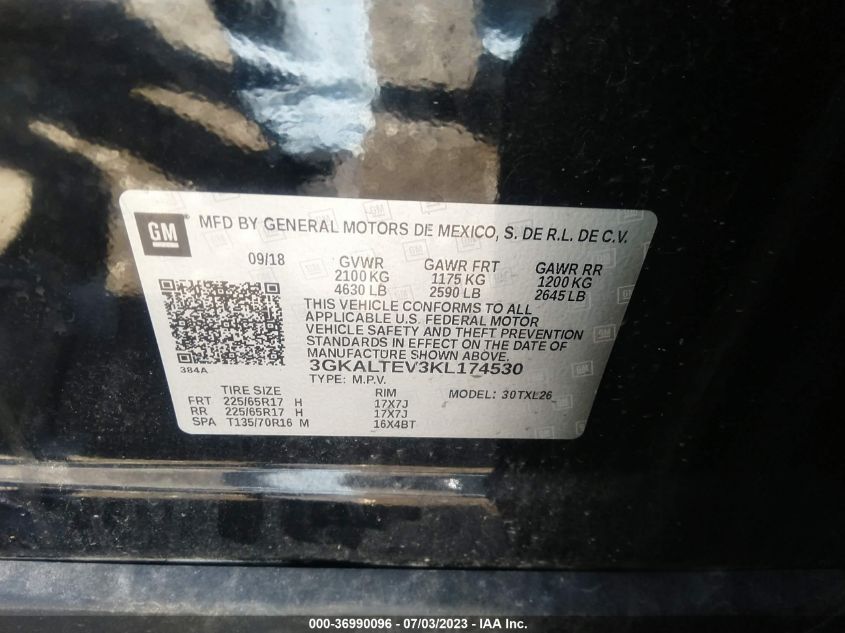 GM
MFD BY GENERAL MOTORS DE MEXICO, S. DE R.L. DE C.V.
09/18 GVWR GAWR FRT GAWR RR
2100 KG 1175 KG 1200 KG
4630 LB 2590 LB 2645 LB
THIS VEHICLE CONFORMS TO ALL
APPLICABLE U.S. FEDERAL MOTOR
VEHICLE SAFETY AND THEFT PREVENTION
STANDARDS IN EFFECT ON THE DATE OF
MANUFACTURE SHOWN ABOVE.
384A
3GKALTEV3KL174530
TYPE: M.P.V.
TIRE SIZE RIM MODEL: 30TXL26
FRT 225/65R17 H 17X7J
RR 225/65R17 H 17X7J
SPA T135/70R16 M 16X4BT
000-36990096 - 07/03/2023 - IAA Inc.